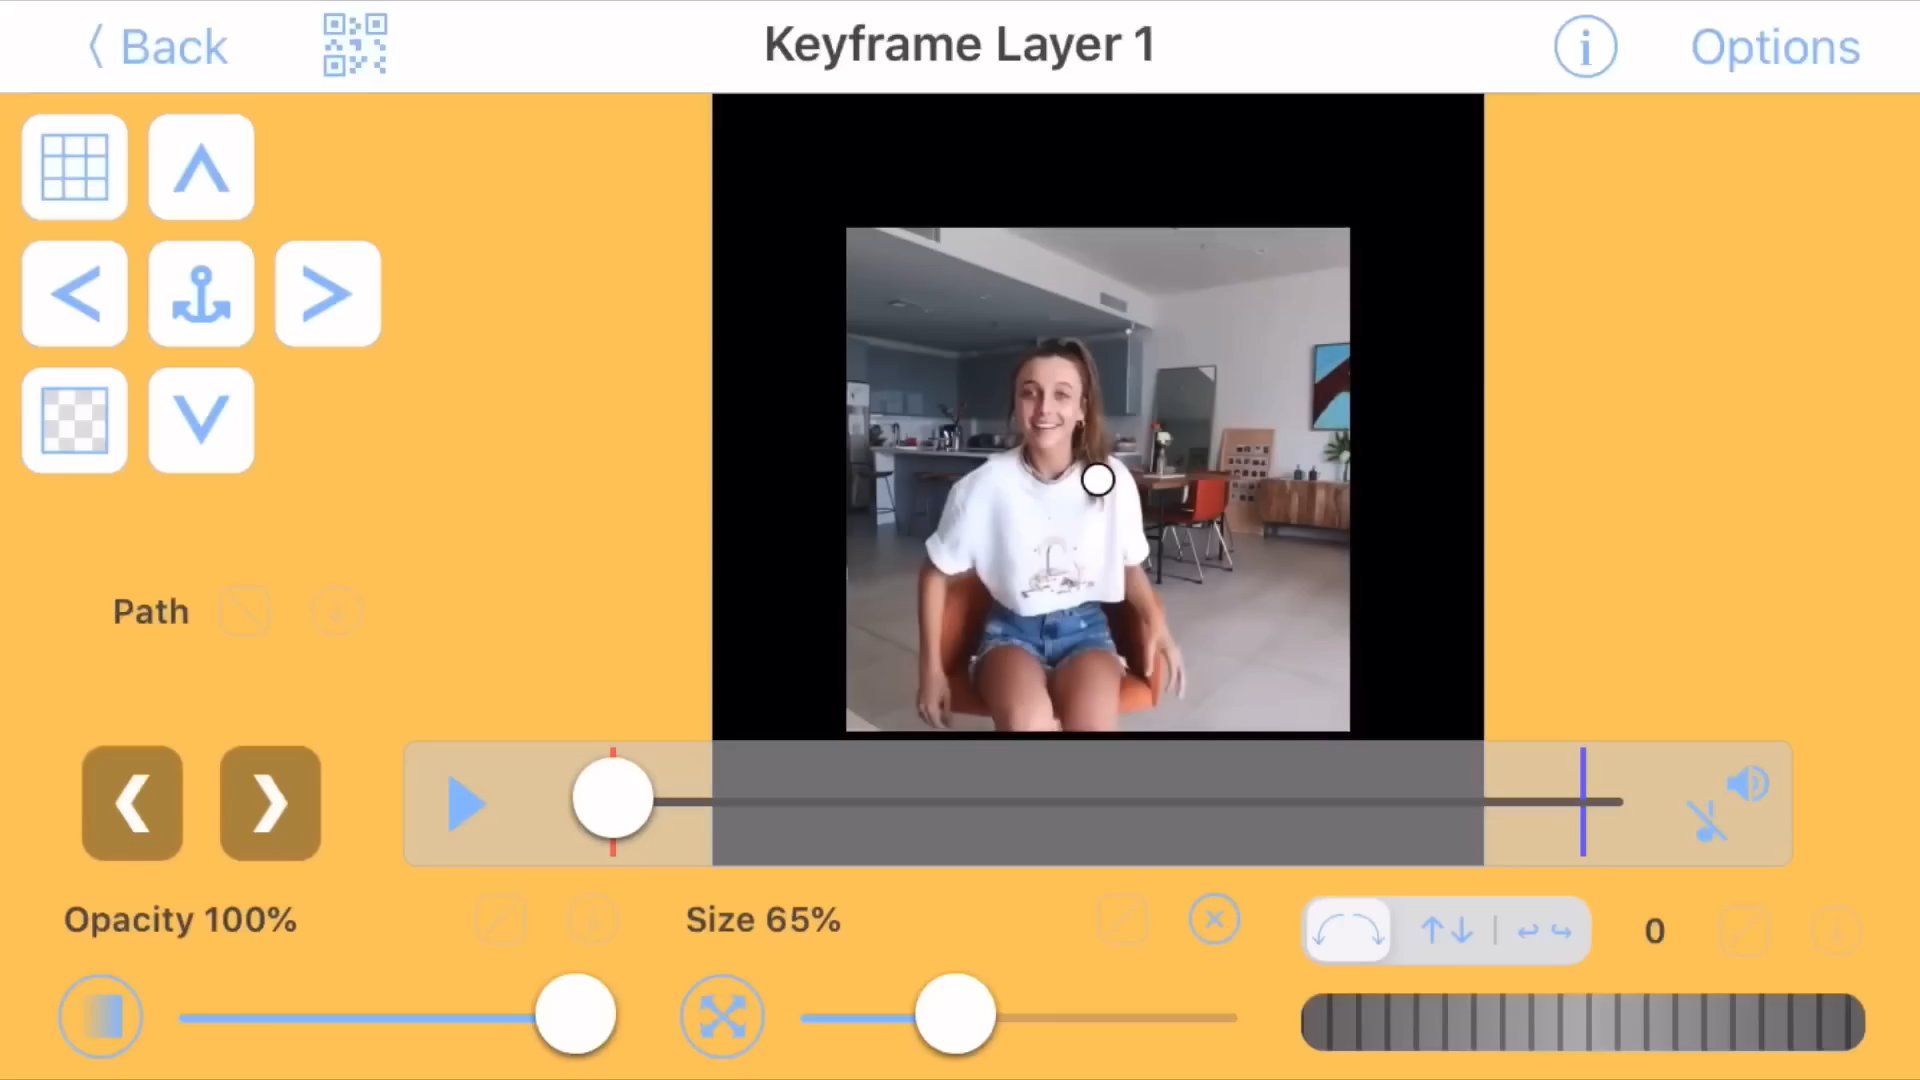 Back
Keyframe Layer 1
Options
Path
Opacity 100%
Size 65%
0